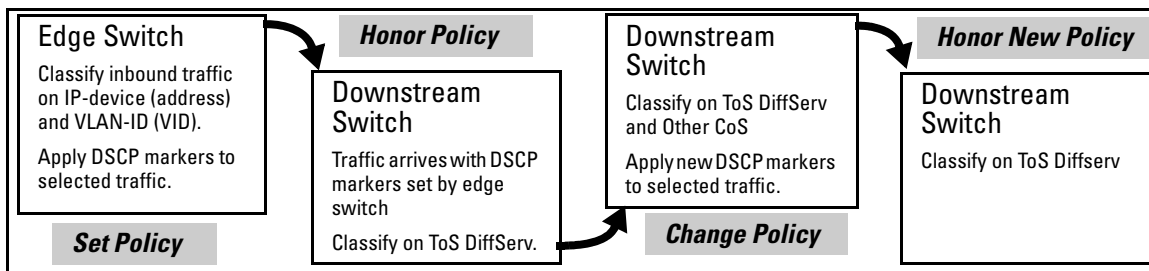 Edge Switch
Classify inbound traffic
on IP-device (address)
and VLAN-ID (VID).
Apply DSCP markers to
selected traffic.
Set Policy
Honor Policy
Downstream
Switch
Traffic arrives with DSCP
markers set by edge
switch
Classify on ToS DiffServ.
Downstream
Switch
Classify on ToS DiffServ
and Other CoS
Apply new DSCP markers
to selected traffic.
Change Policy
Honor New Policy
Downstream
Switch
Classify on ToS Diffserv